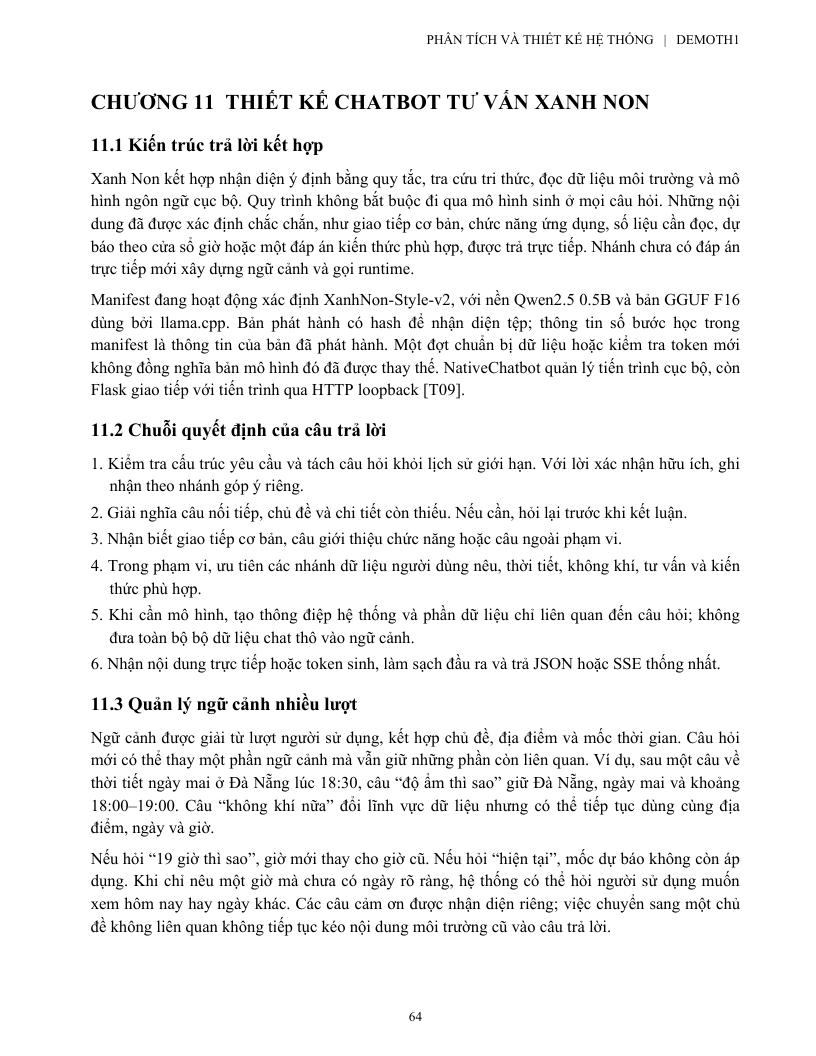 PHÂN TÍCH VÀ THIẾT KẾ HỆ THỐNG | DEMOTH1
CHƯƠNG 11 THIẾT KẾ CHATBOT TƯ VẤN XANH NON
11.1 Kiến trúc trả lời kết hợp
Xanh Non kết hợp nhận diện ý định bằng quy tắc, tra cứu tri thức, đọc dữ liệu môi trường và mô
hình ngôn ngữ cục bộ. Quy trình không bắt buộc đi qua mô hình sinh ở mọi câu hỏi. Những nội
dung đã được xác định chắc chắn, như giao tiếp cơ bản, chức năng ứng dụng, số liệu cần đọc, dự
báo theo cửa sổ giờ hoặc một đáp án kiến thức phù hợp, được trả trực tiếp. Nhánh chưa có đáp án
trực tiếp mới xây dựng ngữ cảnh và gọi runtime.
Manifest đang hoạt động xác định XanhNon-Style-v2, với nền Qwen2.5 0.5B và bản GGUF F16
dùng bởi llama.cpp. Bản phát hành có hash để nhận diện tệp; thông tin số bước học trong
manifest là thông tin của bản đã phát hành. Một đợt chuẩn bị dữ liệu hoặc kiểm tra token mới
không đồng nghĩa bản mô hình đó đã được thay thế. NativeChatbot quản lý tiến trình cục bộ, còn
Flask giao tiếp với tiến trình qua HTTP loopback [T09].
11.2 Chuỗi quyết định của câu trả lời
1. Kiểm tra cấu trúc yêu cầu và tách câu hỏi khỏi lịch sử giới hạn. Với lời xác nhận hữu ích, ghi
nhận theo nhánh góp ý riêng.
2. Giải nghĩa câu nối tiếp, chủ đề và chi tiết còn thiếu. Nếu cần, hỏi lại trước khi kết luận.
3. Nhận biết giao tiếp cơ bản, câu giới thiệu chức năng hoặc câu ngoài phạm vi.
4. Trong phạm vi, ưu tiên các nhánh dữ liệu người dùng nêu, thời tiết, không khí, tư vấn và kiến
thức phù hợp.
5. Khi cần mô hình, tạo thông điệp hệ thống và phần dữ liệu chỉ liên quan đến câu hỏi; không
đưa toàn bộ bộ dữ liệu chat thô vào ngữ cảnh.
6. Nhận nội dung trực tiếp hoặc token sinh, làm sạch đầu ra và trả JSON hoặc SSE thống nhất.
11.3 Quản lý ngữ cảnh nhiều lượt
Ngữ cảnh được giải từ lượt người sử dụng, kết hợp chủ đề, địa điểm và mốc thời gian. Câu hỏi
mới có thể thay một phần ngữ cảnh mà vẫn giữ những phần còn liên quan. Ví dụ, sau một câu về
thời tiết ngày mai ở Đà Nẵng lúc 18:30, câu “độ ẩm thì sao” giữ Đà Nẵng, ngày mai và khoảng
18:00–19:00. Câu “không khí nữa” đổi lĩnh vực dữ liệu nhưng có thể tiếp tục dùng cùng địa
điểm, ngày và giờ.
Nếu hỏi “19 giờ thì sao”, giờ mới thay cho giờ cũ. Nếu hỏi “hiện tại”, mốc dự báo không còn áp
dụng. Khi chỉ nêu một giờ mà chưa có ngày rõ ràng, hệ thống có thể hỏi người sử dụng muốn
xem hôm nay hay ngày khác. Các câu cảm ơn được nhận diện riêng; việc chuyển sang một chủ
đề không liên quan không tiếp tục kéo nội dung môi trường cũ vào câu trả lời.
64